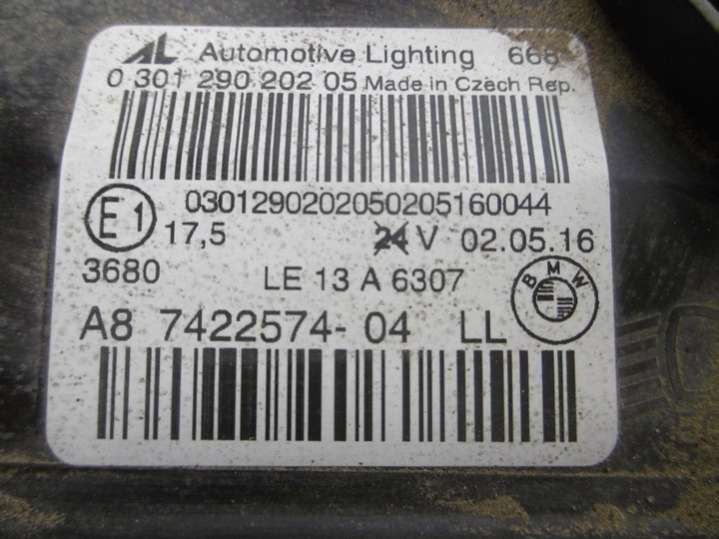 AL Automotive Lighting 668
0 301 290 202 05 Made in Czech Rep.
0301290202050205160044
E1 17,5 24 V 02.05.16
3680 LE 13 A 6307 BMW
A8 7422574- 04 LL